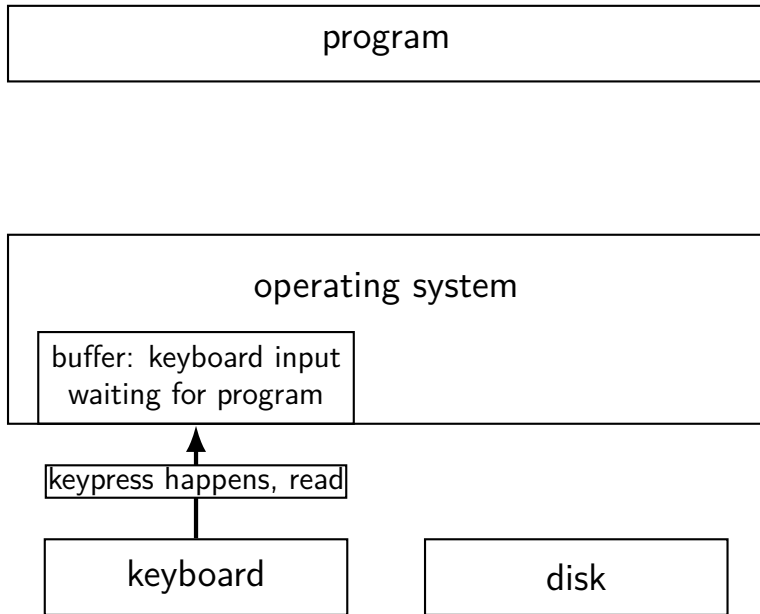 program
operating system
buffer: keyboard input
waiting for program
keypress happens, read
keyboard
disk